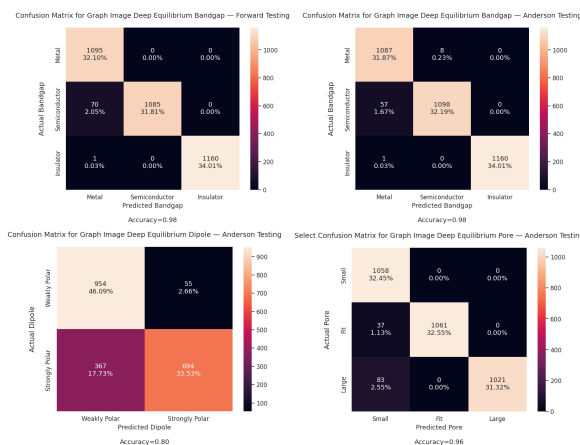 Confusion Matrix for Graph Image Deep Equilibrium Bandgap — Forward Testing
Actual Bandgap
Metal
Semiconductor
Insulator
1095
32.10%
0
0.00%
0
0.00%
70
2.05%
1085
31.81%
0
0.00%
1
0.03%
0
0.00%
1160
34.01%
Metal
Semiconductor
Insulator
Predicted Bandgap
Accuracy=0.98
1000
800
600
400
200
0
Confusion Matrix for Graph Image Deep Equilibrium Bandgap — Anderson Testing
Actual Bandgap
Metal
Semiconductor
Insulator
1087
31.87%
8
0.23%
0
0.00%
57
1.67%
1098
32.19%
0
0.00%
1
0.03%
0
0.00%
1160
34.01%
Metal
Semiconductor
Insulator
Predicted Bandgap
Accuracy=0.98
1000
800
600
400
200
0
Confusion Matrix for Graph Image Deep Equilibrium Dipole — Anderson Testing
Actual Dipole
Weakly Polar
Strongly Polar
954
46.09%
55
2.66%
367
17.73%
694
33.53%
Weakly Polar
Strongly Polar
Predicted Dipole
Accuracy=0.80
900
800
700
600
500
400
300
200
100
Select Confusion Matrix for Graph Image Deep Equilibrium Pore — Anderson Testing
Actual Pore
Small
Fit
Large
1058
32.45%
0
0.00%
0
0.00%
37
1.13%
1061
32.55%
0
0.00%
83
2.55%
0
0.00%
1021
31.32%
Small
Fit
Large
Predicted Pore
Accuracy=0.96
1000
800
600
400
200
0